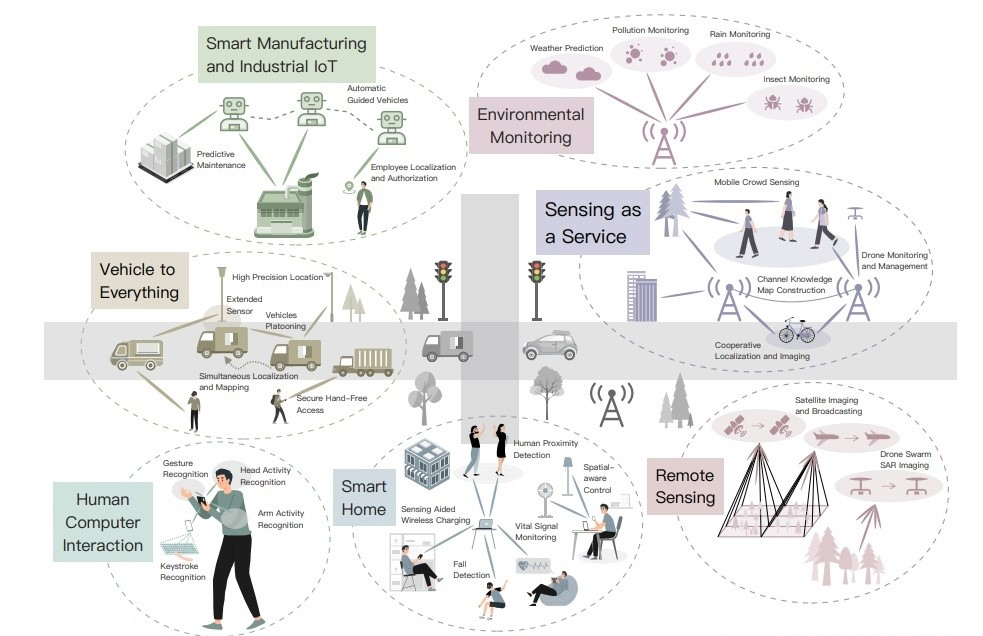 Smart Manufacturing
and Industrial IoT
Automatic
Guided Vehicles
Predictive
Maintenance
Employee Localization
and Authorization
Environmental
Monitoring
Weather Prediction
Pollution Monitoring
Rain Monitoring
Insect Monitoring
Sensing as
a Service
Mobile Crowd Sensing
Drone Monitoring
and Management
Channel Knowledge
Map Construction
Cooperative
Localization and Imaging
Vehicle to
Everything
High Precision Location
Extended
Sensor
Vehicles
Platooning
Simultaneous Localization
and Mapping
Secure Hand-Free
Access
Human
Computer
Interaction
Gesture
Recognition
Head Activity
Recognition
Arm Activity
Recognition
Keystroke
Recognition
Smart
Home
Human Proximity
Detection
Spatial-
aware
Control
Sensing Aided
Wireless Charging
Vital Signal
Monitoring
Fall
Detection
Remote
Sensing
Satellite Imaging
and Broadcasting
Drone Swarm
SAR Imaging